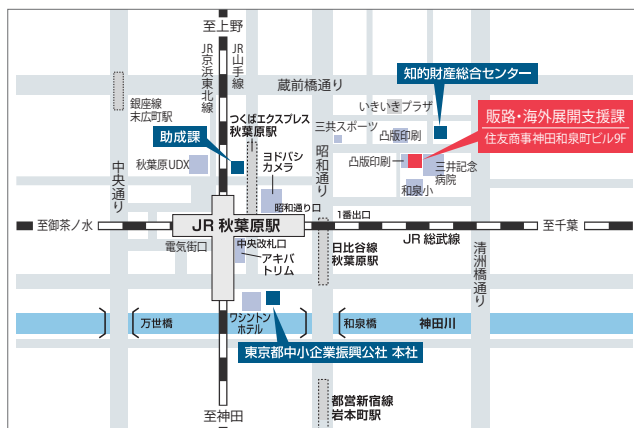 至上野
JR京浜東北線
JR山手線
蔵前橋通り
知的財産総合センター
銀座線
末広町駅
つくばエクスプレス
秋葉原駅
いきいきプラザ
三共スポーツ
凸版印刷
販路・海外展開支援課
住友商事神田和泉町ビル9F
助成課
昭和通り
中央通り
秋葉原UDX
ヨドバシ
カメラ
凸版印刷
三井記念
病院
和泉小
昭和通り口
1番出口
至御茶ノ水
JR 秋葉原駅
至千葉
JR 総武線
電気街口
中央改札口
アキバ
トリム
日比谷線
秋葉原駅
清洲橋通り
万世橋
ワシントン
ホテル
和泉橋
神田川
東京都中小企業振興公社 本社
都営新宿線
岩本町駅
至神田